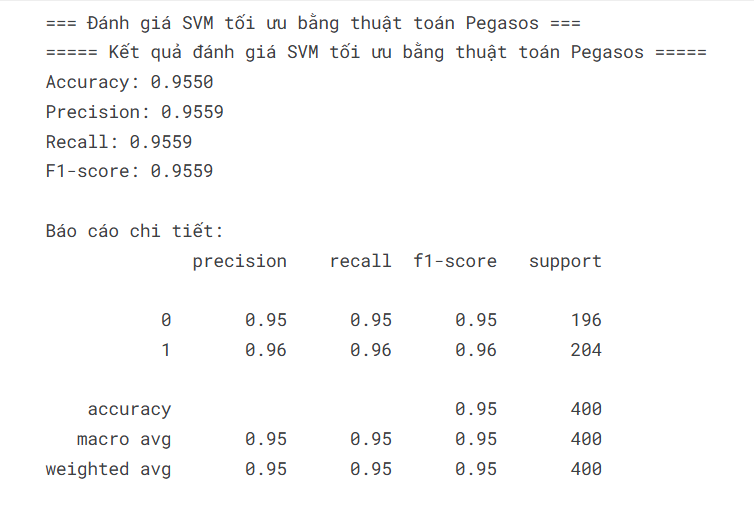 === Đánh giá SVM tối ưu bằng thuật toán Pegasos ===
===== Kết quả đánh giá SVM tối ưu bằng thuật toán Pegasos =====
Accuracy: 0.9550
Precision: 0.9559
Recall: 0.9559
F1-score: 0.9559
Báo cáo chi tiết:
precision recall f1-score support
0 0.95 0.95 0.95 196
1 0.96 0.96 0.96 204
accuracy 0.95 400
macro avg 0.95 0.95 0.95 400
weighted avg 0.95 0.95 0.95 400